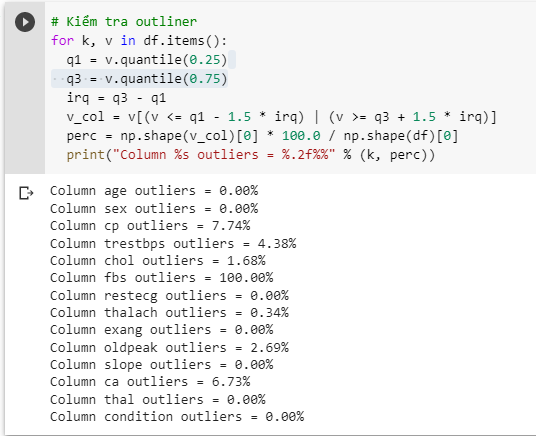 # Kiểm tra outliner
for k, v in df.items():
  q1 = v.quantile(0.25)
  q3 = v.quantile(0.75)
  irq = q3 - q1
  v_col = v[(v <= q1 - 1.5 * irq) | (v >= q3 + 1.5 * irq)]
  perc = np.shape(v_col)[0] * 100.0 / np.shape(df)[0]
  print("Column %s outliers = %.2f%%" % (k, perc))
Column age outliers = 0.00%
Column sex outliers = 0.00%
Column cp outliers = 7.74%
Column trestbps outliers = 4.38%
Column chol outliers = 1.68%
Column fbs outliers = 100.00%
Column restecg outliers = 0.00%
Column thalach outliers = 0.34%
Column exang outliers = 0.00%
Column oldpeak outliers = 2.69%
Column slope outliers = 0.00%
Column ca outliers = 6.73%
Column thal outliers = 0.00%
Column condition outliers = 0.00%